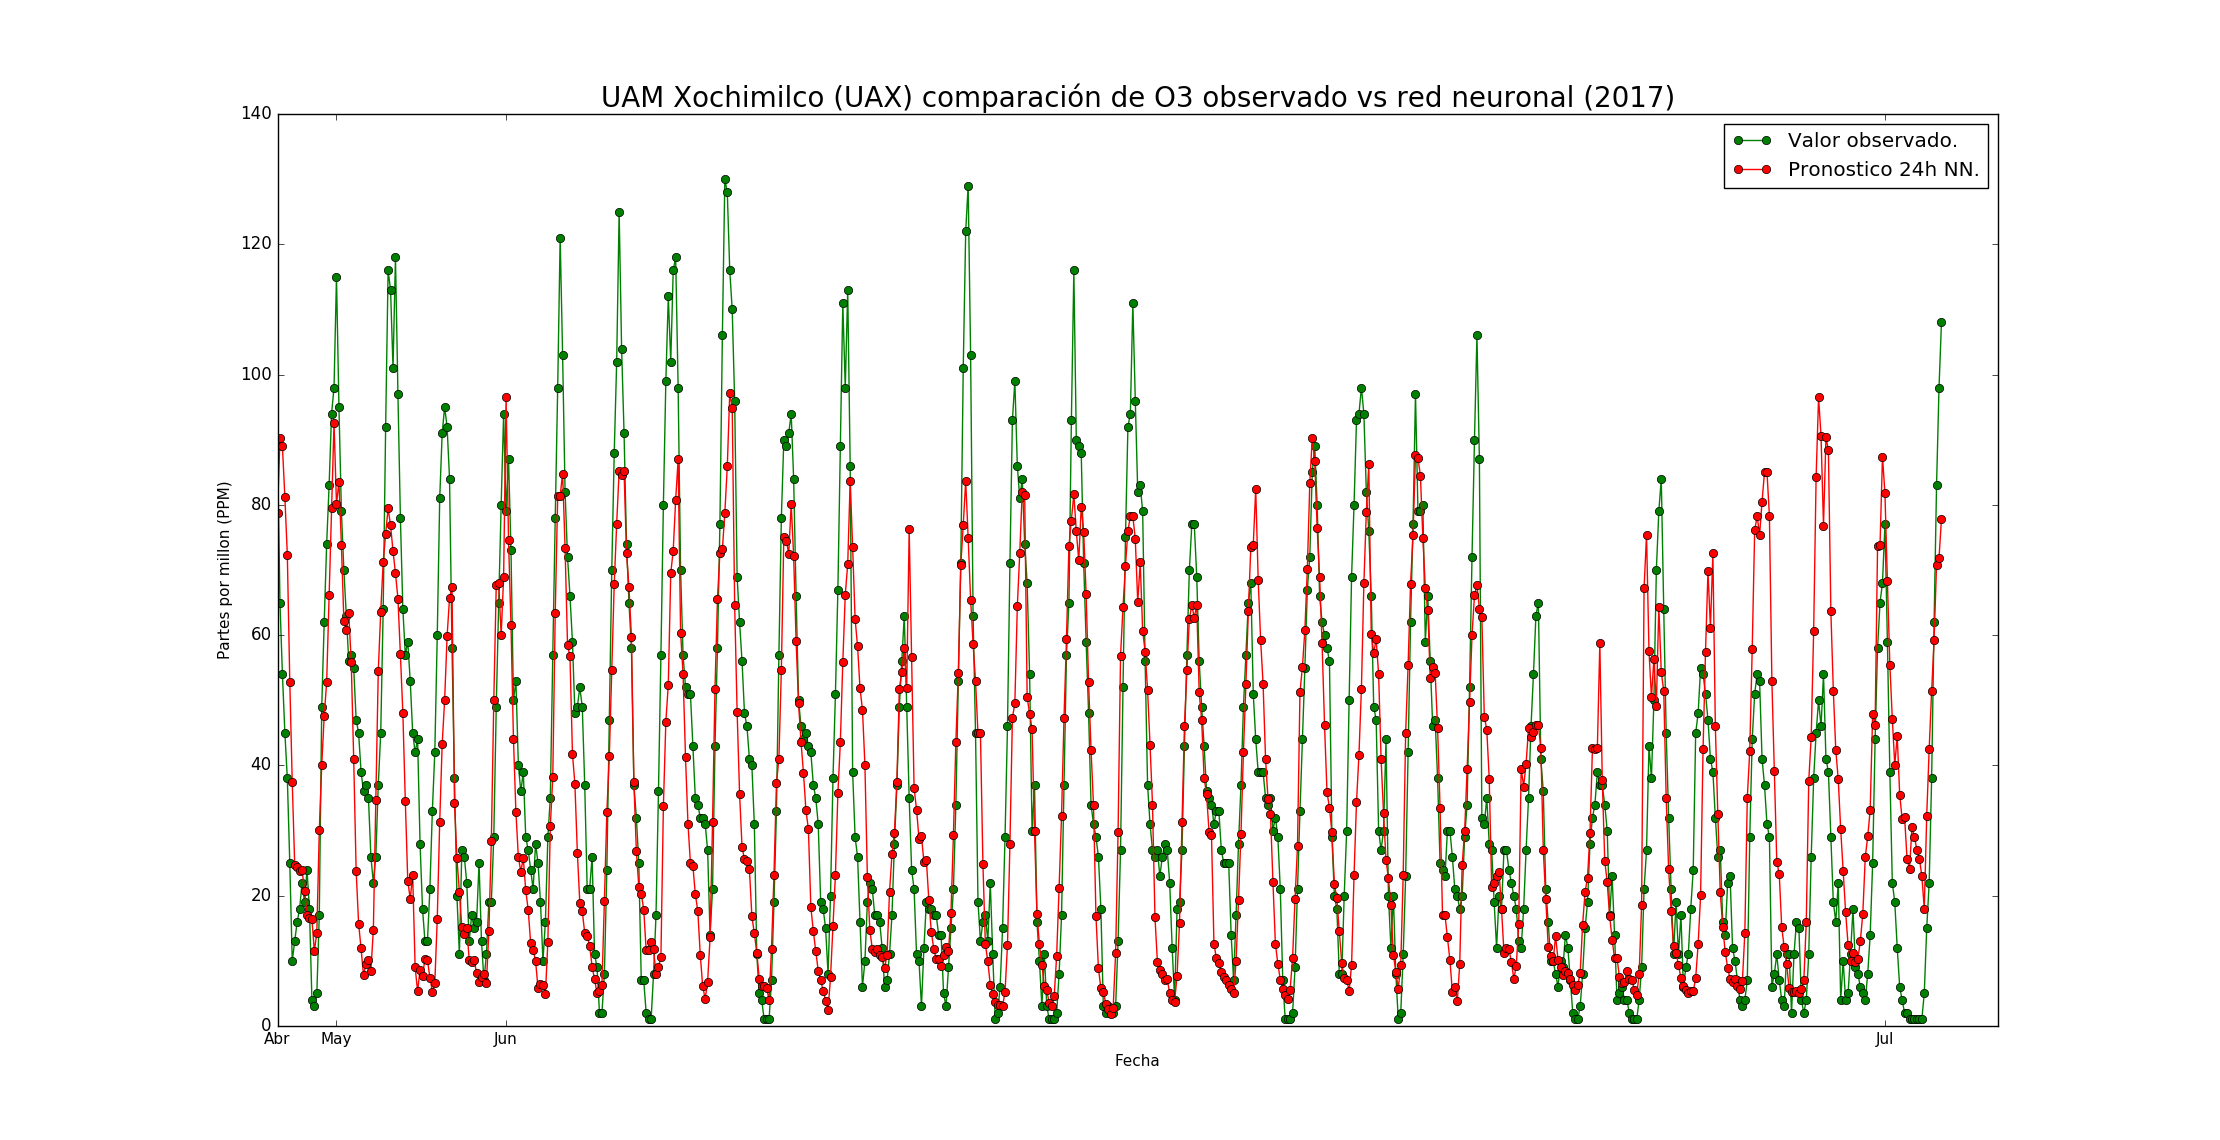 UAM Xochimilco (UAX) comparación de O3 observado vs red neuronal (2017)
140
120
100
80
60
40
20
0
Partes por millon (PPM)
Valor observado.
Pronostico 24h NN.
Abr May Jun Jul
Fecha